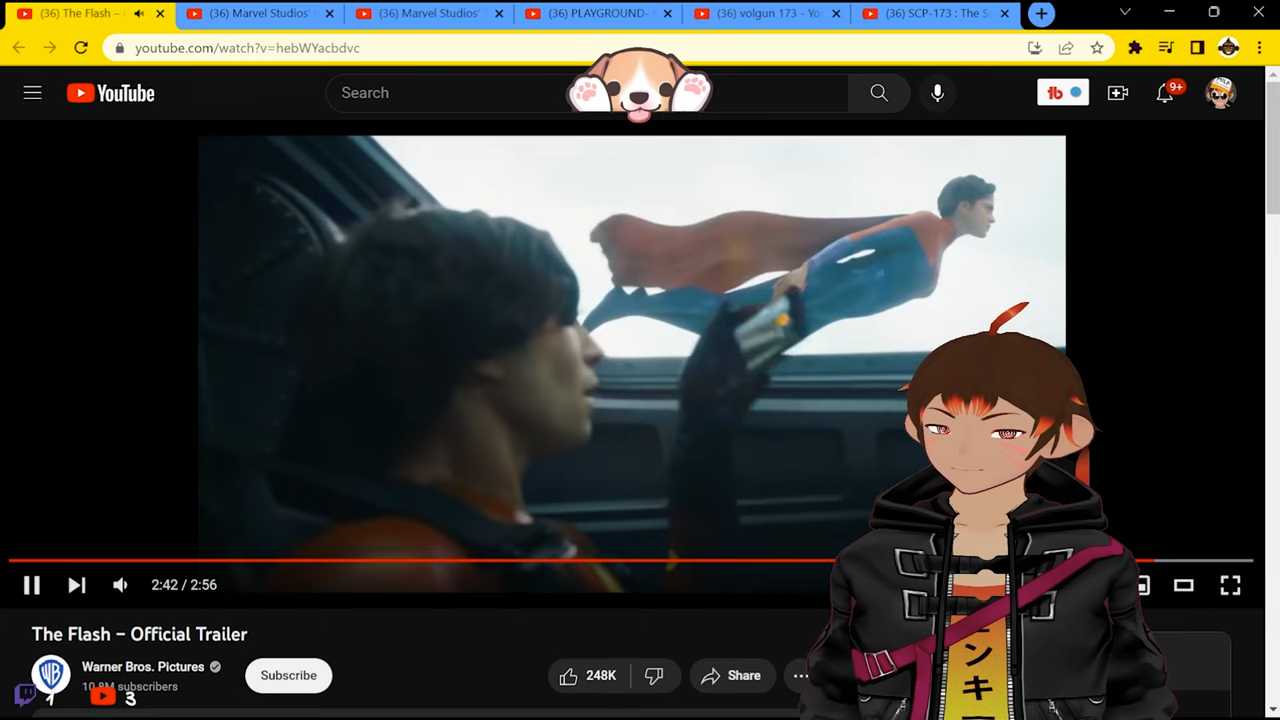 (36) The Flash –
(36) Marvel Studios'
(36) Marvel Studios'
(36) PLAYGROUND-
(36) volgun 173 - Yo
(36) SCP-173 : The S
youtube.com/watch?v=hebWYacbdvc
YouTube
Search
9+
2:42 / 2:56
The Flash – Official Trailer
Warner Bros. Pictures
10.8M subscribers
Subscribe
248K
Share
3
ンキ